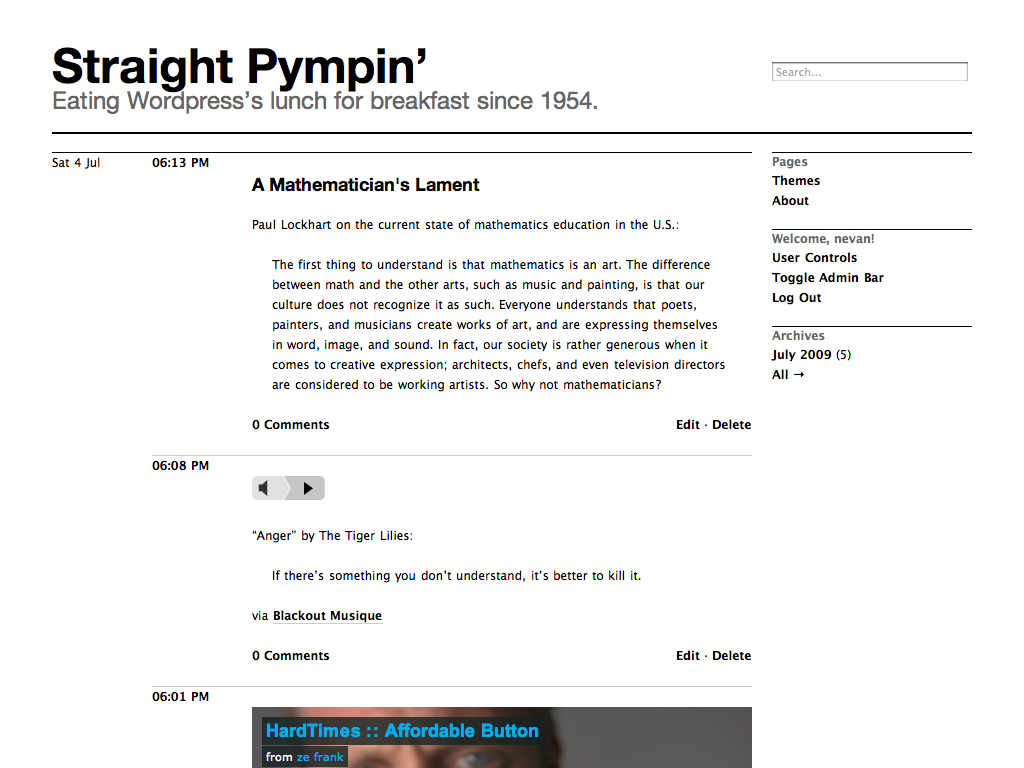 Straight Pympin’
Eating Wordpress’s lunch for breakfast since 1954.
Search...
Sat 4 Jul
06:13 PM
A Mathematician's Lament
Paul Lockhart on the current state of mathematics education in the U.S.:
The first thing to understand is that mathematics is an art. The difference
between math and the other arts, such as music and painting, is that our
culture does not recognize it as such. Everyone understands that poets,
painters, and musicians create works of art, and are expressing themselves
in word, image, and sound. In fact, our society is rather generous when it
comes to creative expression; architects, chefs, and even television directors
are considered to be working artists. So why not mathematicians?
0 Comments
Edit · Delete
06:08 PM
“Anger” by The Tiger Lilies:
If there’s something you don’t understand, it’s better to kill it.
via Blackout Musique
0 Comments
Edit · Delete
06:01 PM
HardTimes :: Affordable Button
from ze frank
Pages
Themes
About
Welcome, nevan!
User Controls
Toggle Admin Bar
Log Out
Archives
July 2009 (5)
All →